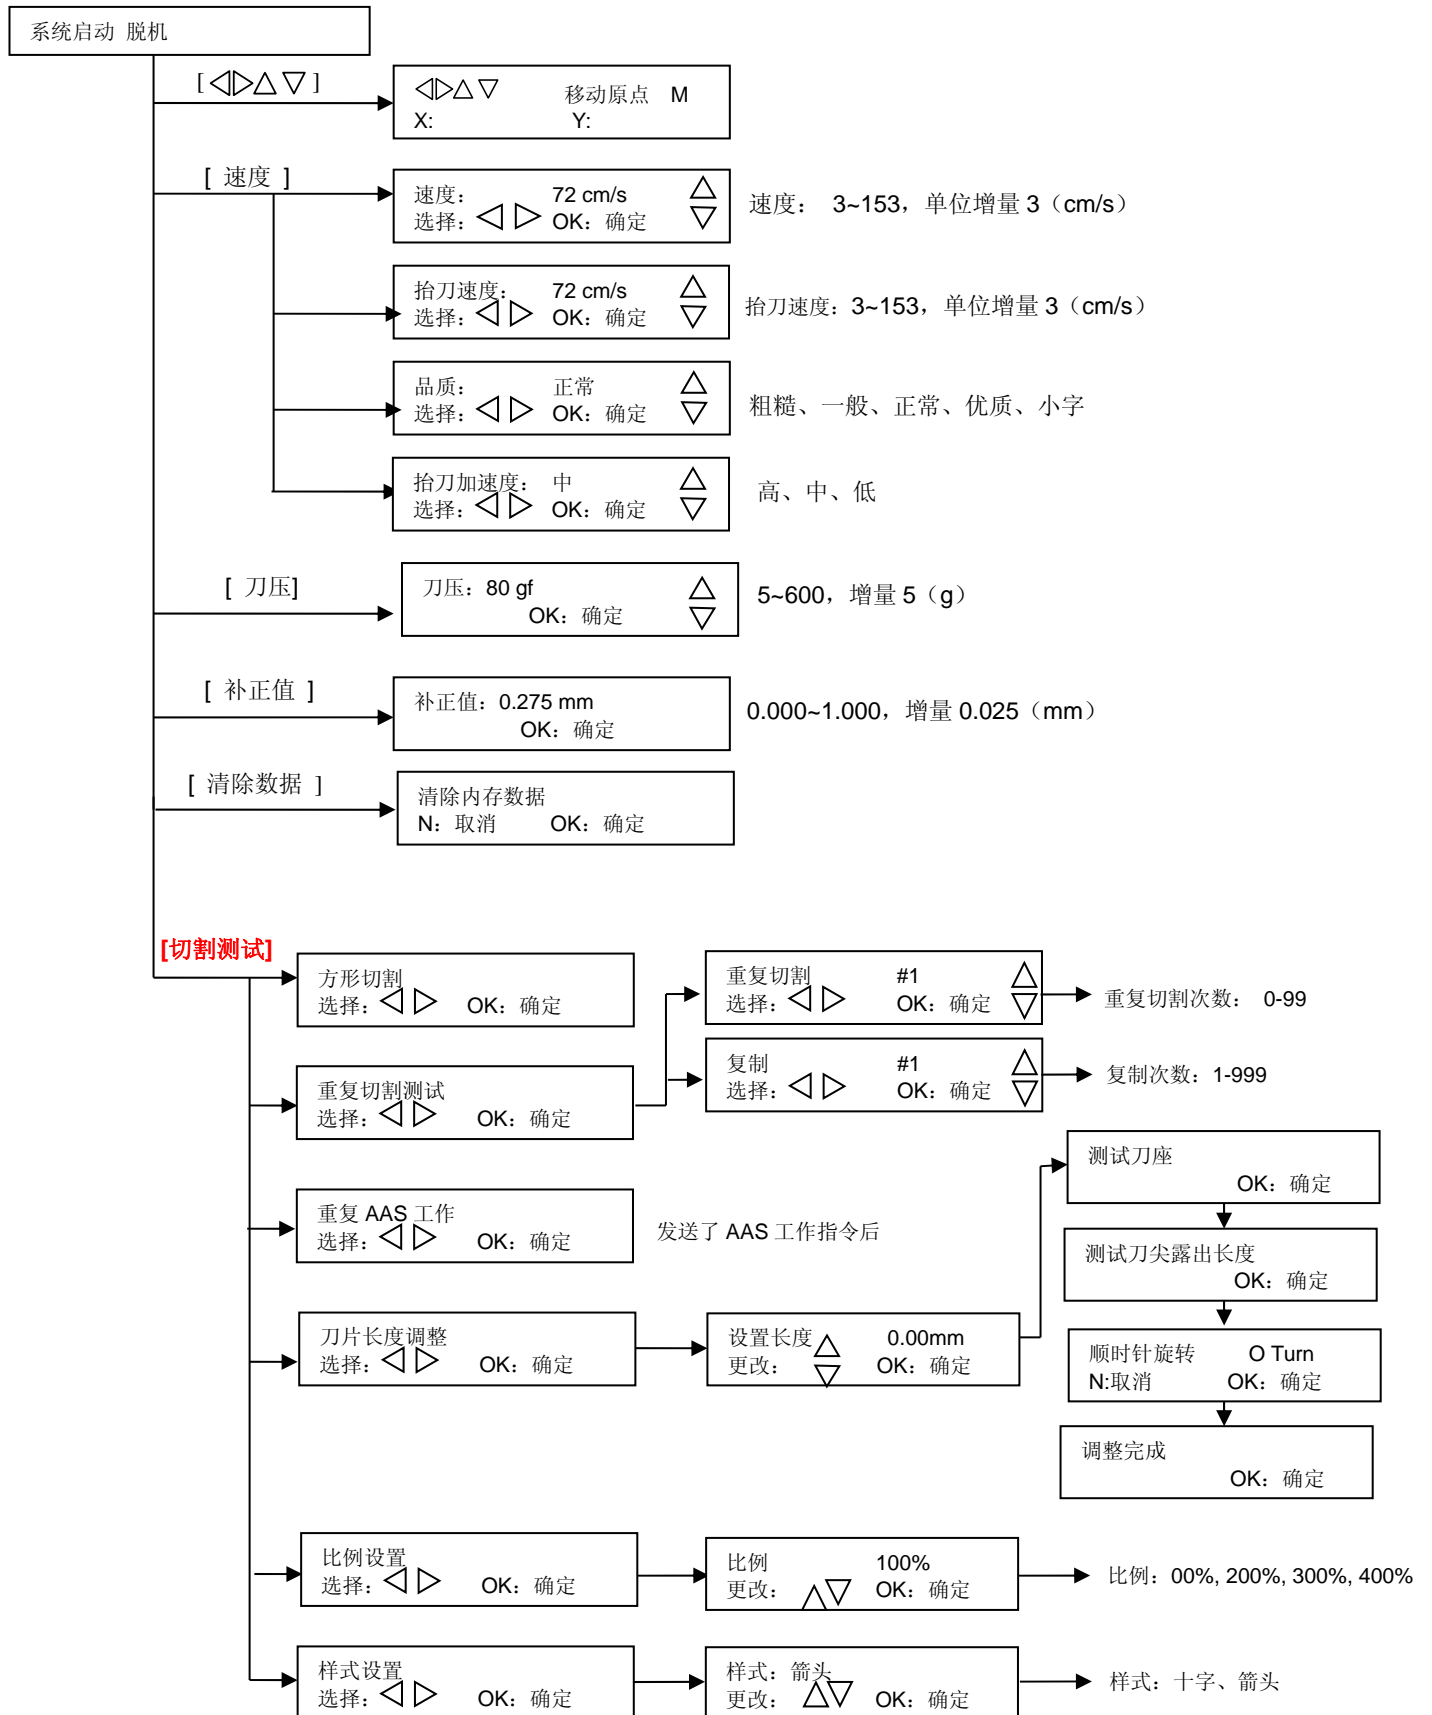 系统启动 脱机
[ ◁▷△▽ ]
◁▷△▽ 移动原点 M
X: Y:
[ 速度 ]
速度： 72 cm/s △
选择：◁ ▷ OK：确定 ▽
速度： 3~153，单位增量 3（cm/s）
抬刀速度： 72 cm/s △
选择：◁ ▷ OK：确定 ▽
抬刀速度：3~153，单位增量 3（cm/s）
品质： 正常 △
选择：◁ ▷ OK：确定 ▽
粗糙、一般、正常、优质、小字
抬刀加速度： 中 △
选择：◁ ▷ OK：确定 ▽
高、中、低
[ 刀压]
刀压：80 gf △
OK：确定 ▽
5~600，增量 5（g）
[ 补正值 ]
补正值：0.275 mm
OK：确定
0.000~1.000，增量 0.025（mm）
[ 清除数据 ]
清除内存数据
N：取消 OK：确定
[切割测试]
方形切割
选择：◁ ▷ OK：确定
重复切割 #1 △
选择：◁ ▷ OK：确定 ▽
重复切割次数： 0-99
重复切割测试
选择：◁ ▷ OK：确定
复制 #1 △
选择：◁ ▷ OK：确定 ▽
复制次数：1-999
重复 AAS 工作
选择：◁ ▷ OK：确定
发送了 AAS 工作指令后
刀片长度调整
选择：◁ ▷ OK：确定
设置长度 △ 0.00mm
更改： ▽ OK：确定
测试刀座
OK：确定
测试刀尖露出长度
OK：确定
顺时针旋转 O Turn
N:取消 OK：确定
调整完成
OK：确定
比例设置
选择：◁ ▷ OK：确定
比例 100%
更改： △▽ OK：确定
比例：00%, 200%, 300%, 400%
样式设置
选择：◁ ▷ OK：确定
样式：箭头
更改： △▽ OK：确定
样式：十字、箭头